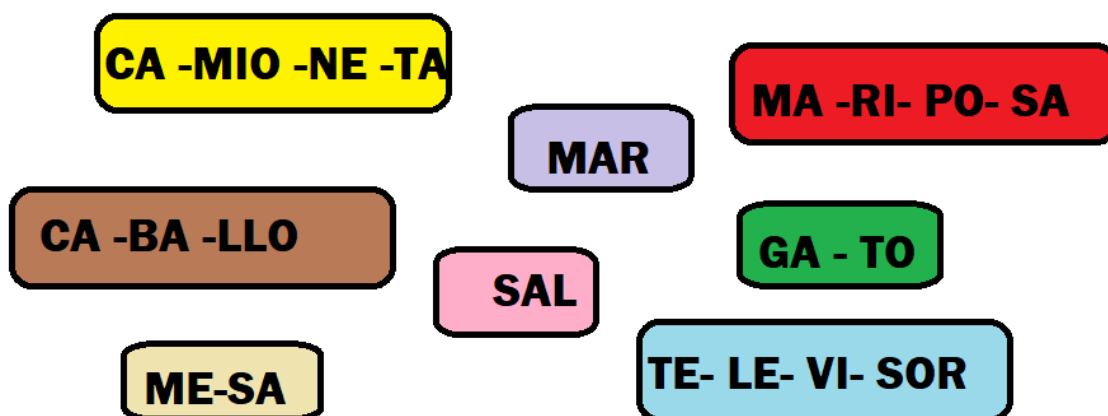 CA -MIO -NE -TA
MA -RI- PO- SA
MAR
CA -BA -LLO
GA - TO
SAL
TE- LE- VI- SOR
ME-SA